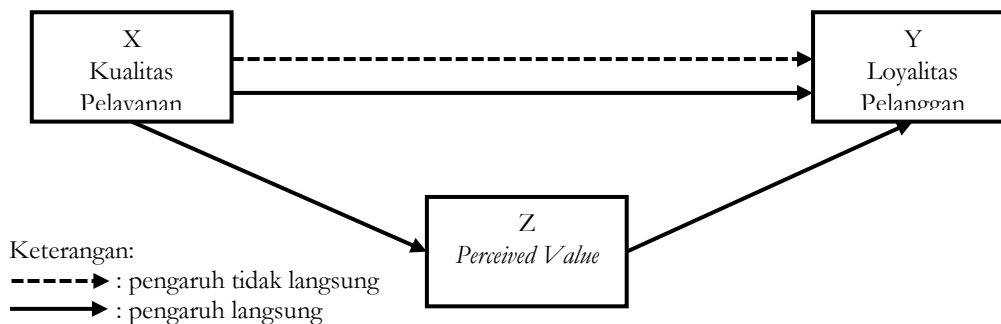 X
Kualitas
Pelayanan
Y
Loyalitas
Pelanggan
Z
Perceived Value
Keterangan:
: pengaruh tidak langsung
: pengaruh langsung